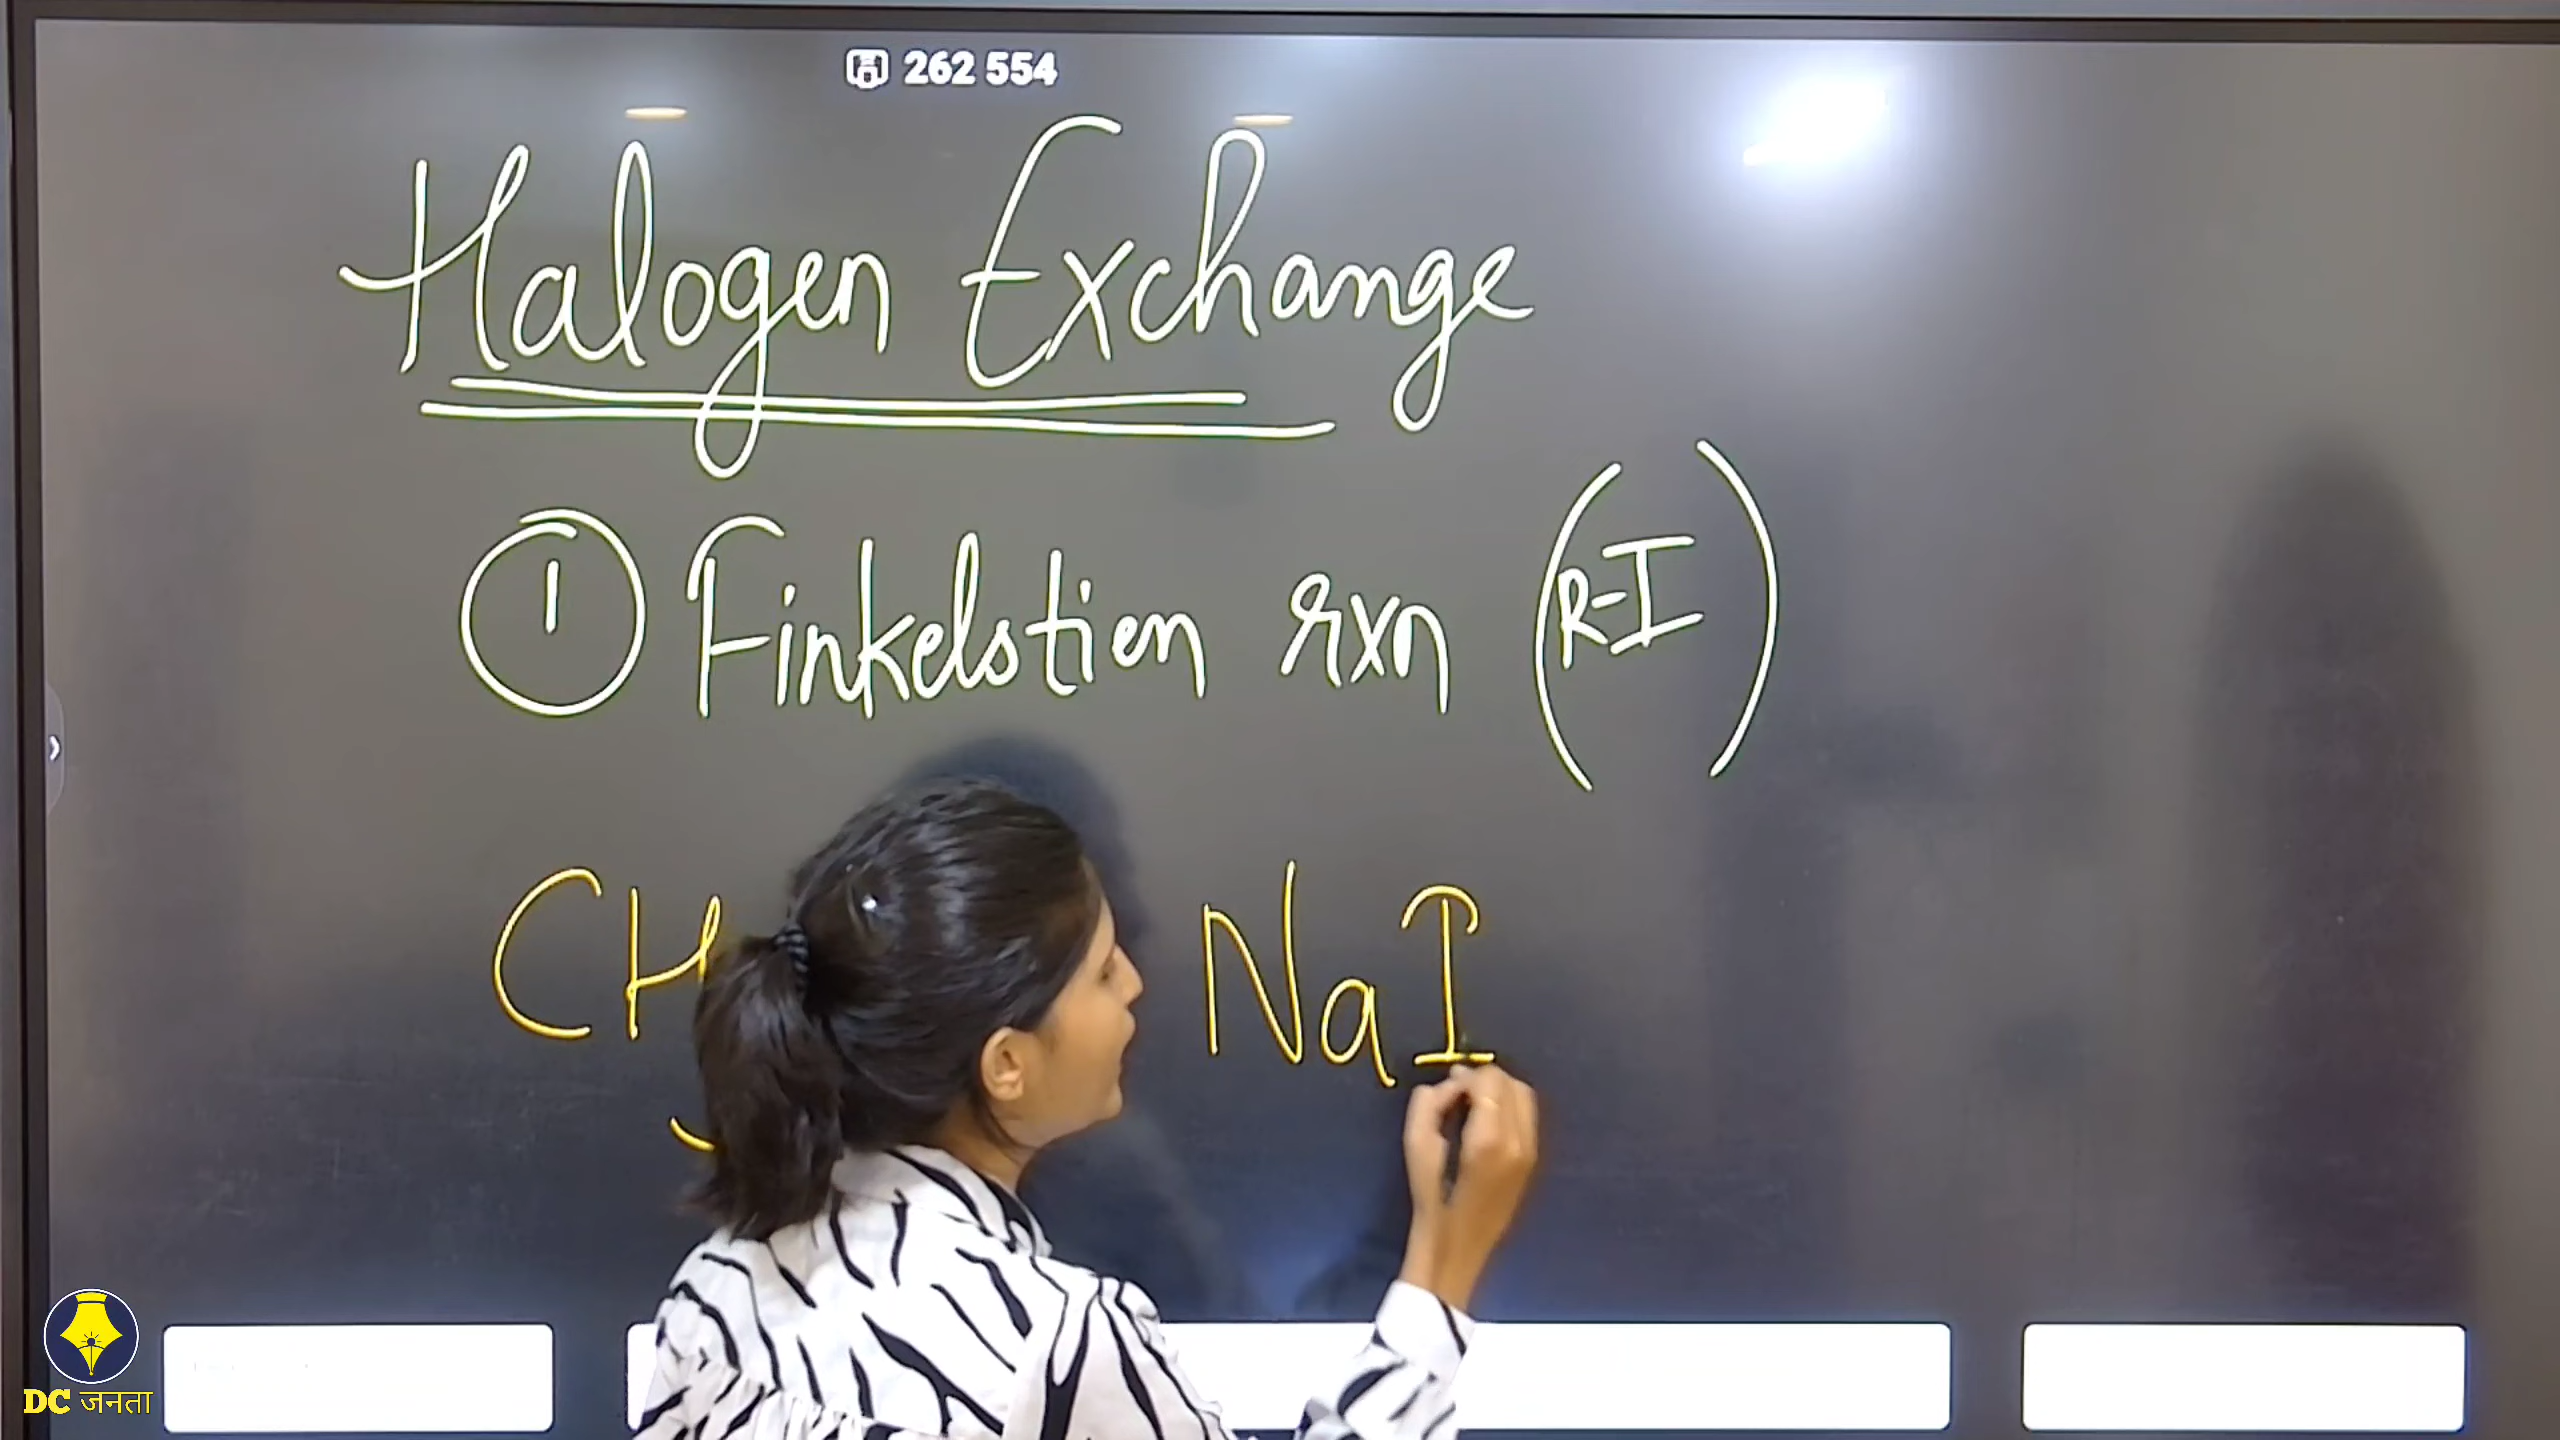 262 554
Halogen Exchange
① Finkelstien rxn (R-I)
CH NaI
DC जनता